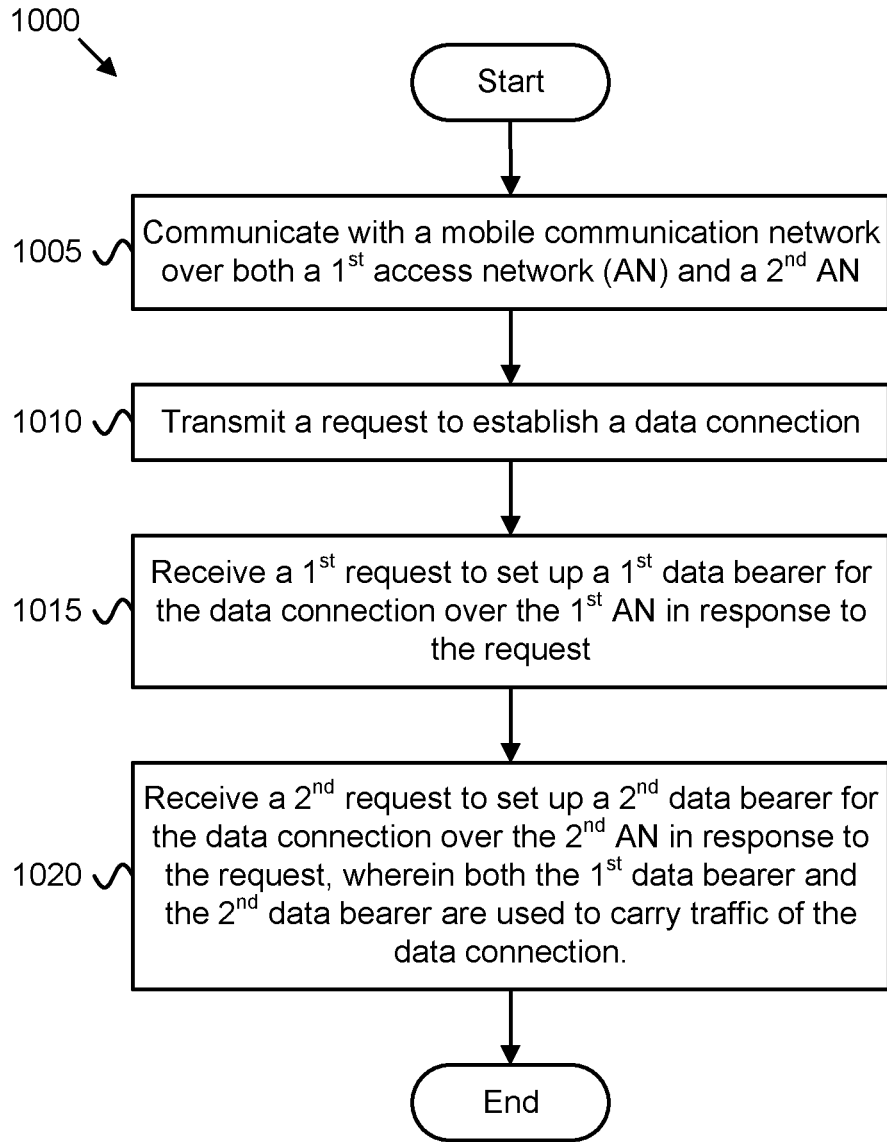 1000
Start
1005
Communicate with a mobile communication network
over both a 1st access network (AN) and a 2nd AN
1010
Transmit a request to establish a data connection
1015
Receive a 1st request to set up a 1st data bearer for
the data connection over the 1st AN in response to
the request
1020
Receive a 2nd request to set up a 2nd data bearer for
the data connection over the 2nd AN in response to
the request, wherein both the 1st data bearer and
the 2nd data bearer are used to carry traffic of the
data connection.
End